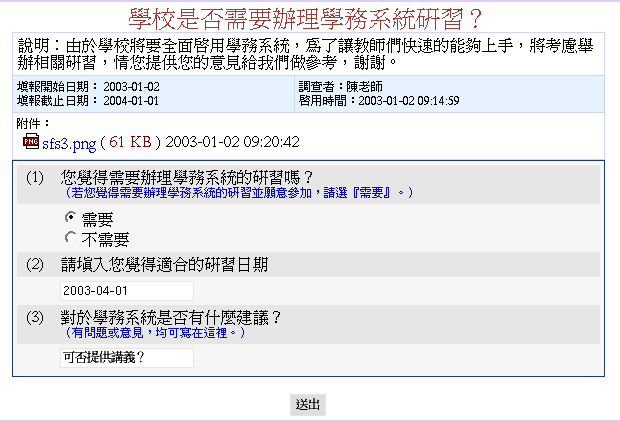 學校是否需要辦理學務系統研習？
說明：由於學校將要全面啓用學務系統，爲了讓教師們快速的能夠上手，將考慮舉
辦相關研習，情您提供您的意見給我們做參考，謝謝。
填報開始日期： 2003-01-02
調查者：陳老師
填報截止日期： 2004-01-01
啓用時間：2003-01-02 09:14:59
附件：
PNG sfs3.png ( 61 KB ) 2003-01-02 09:20:42
(1) 您覺得需要辦理學務系統的研習嗎？
（若您覺得需要辦理學務系統的研習並願意參加，請選『需要』。）
需要
不需要
(2) 請填入您覺得適合的研習日期
2003-04-01
(3) 對於學務系統是否有什麼建議？
（有問題或意見，均可寫在這裡。）
可否提供講義?
送出